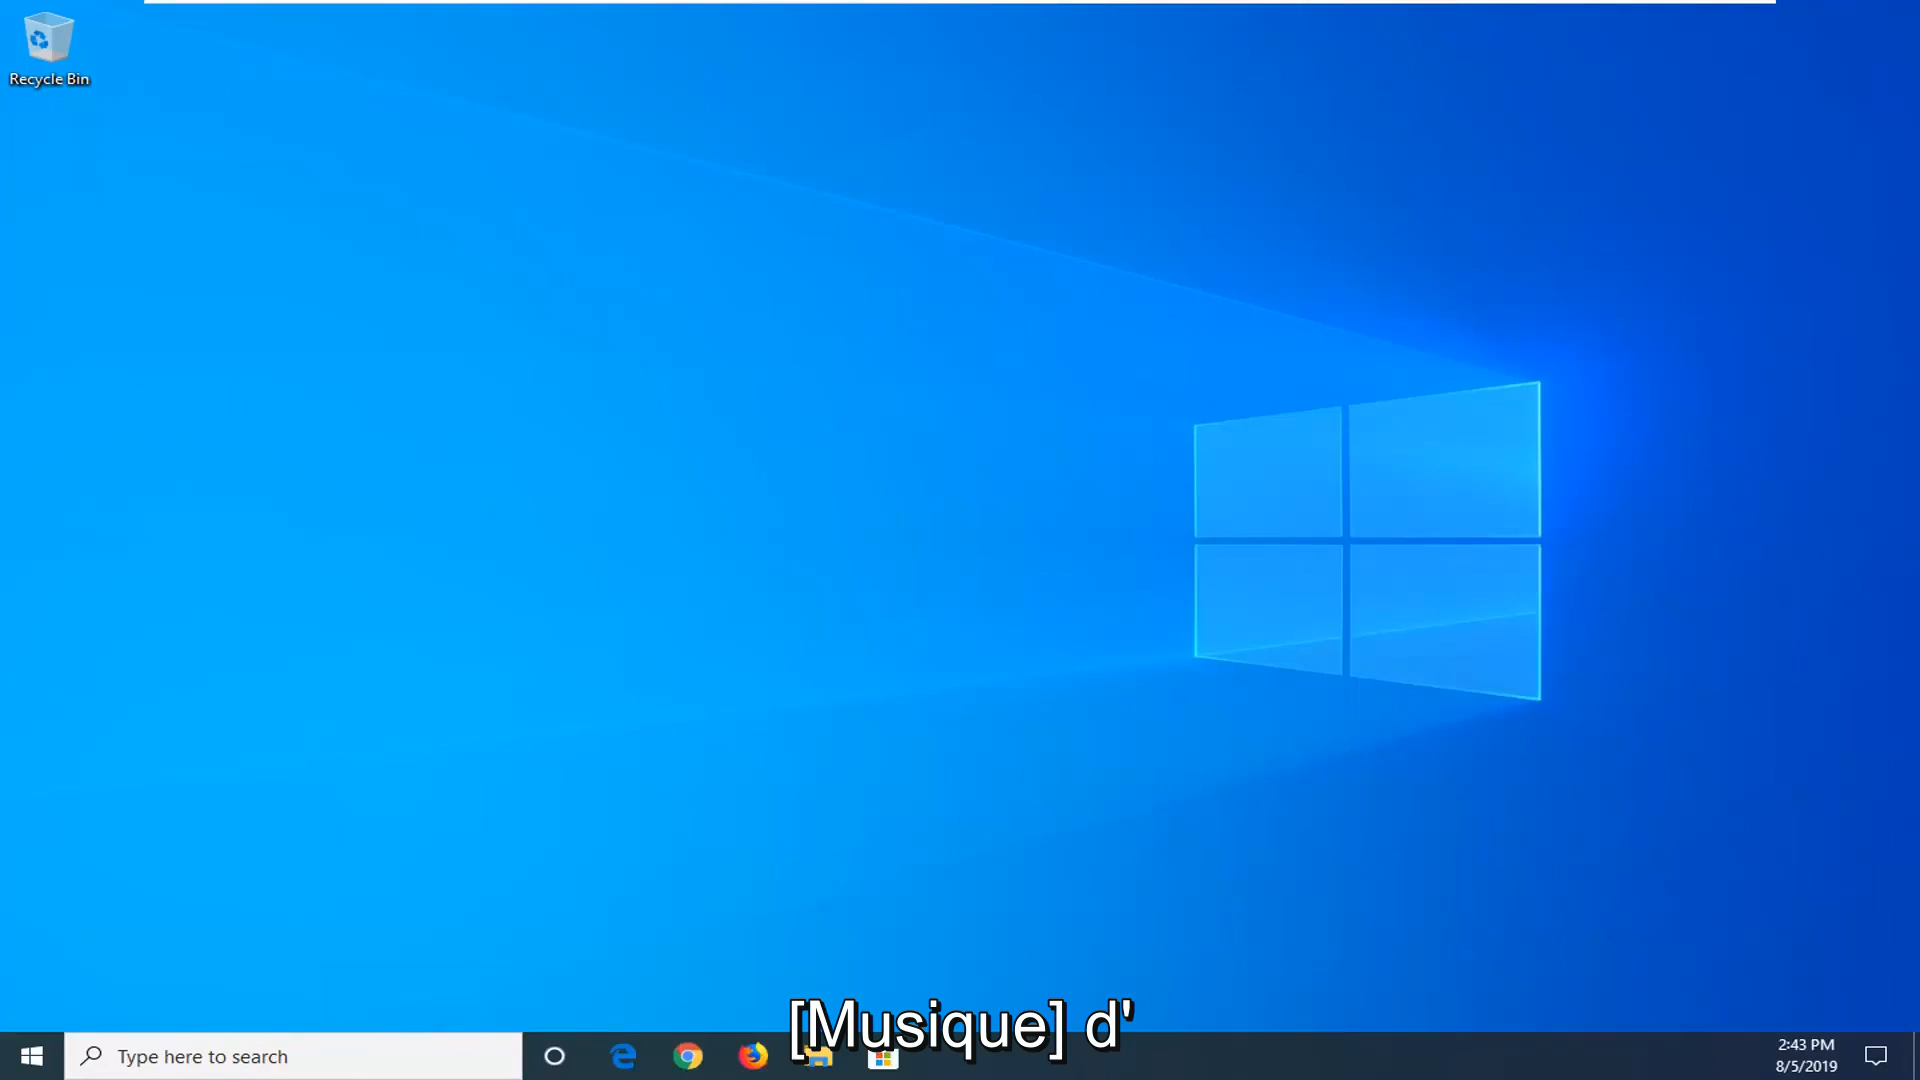 Recycle Bin
[Musique] d'
Type here to search
2:43 PM
8/5/2019